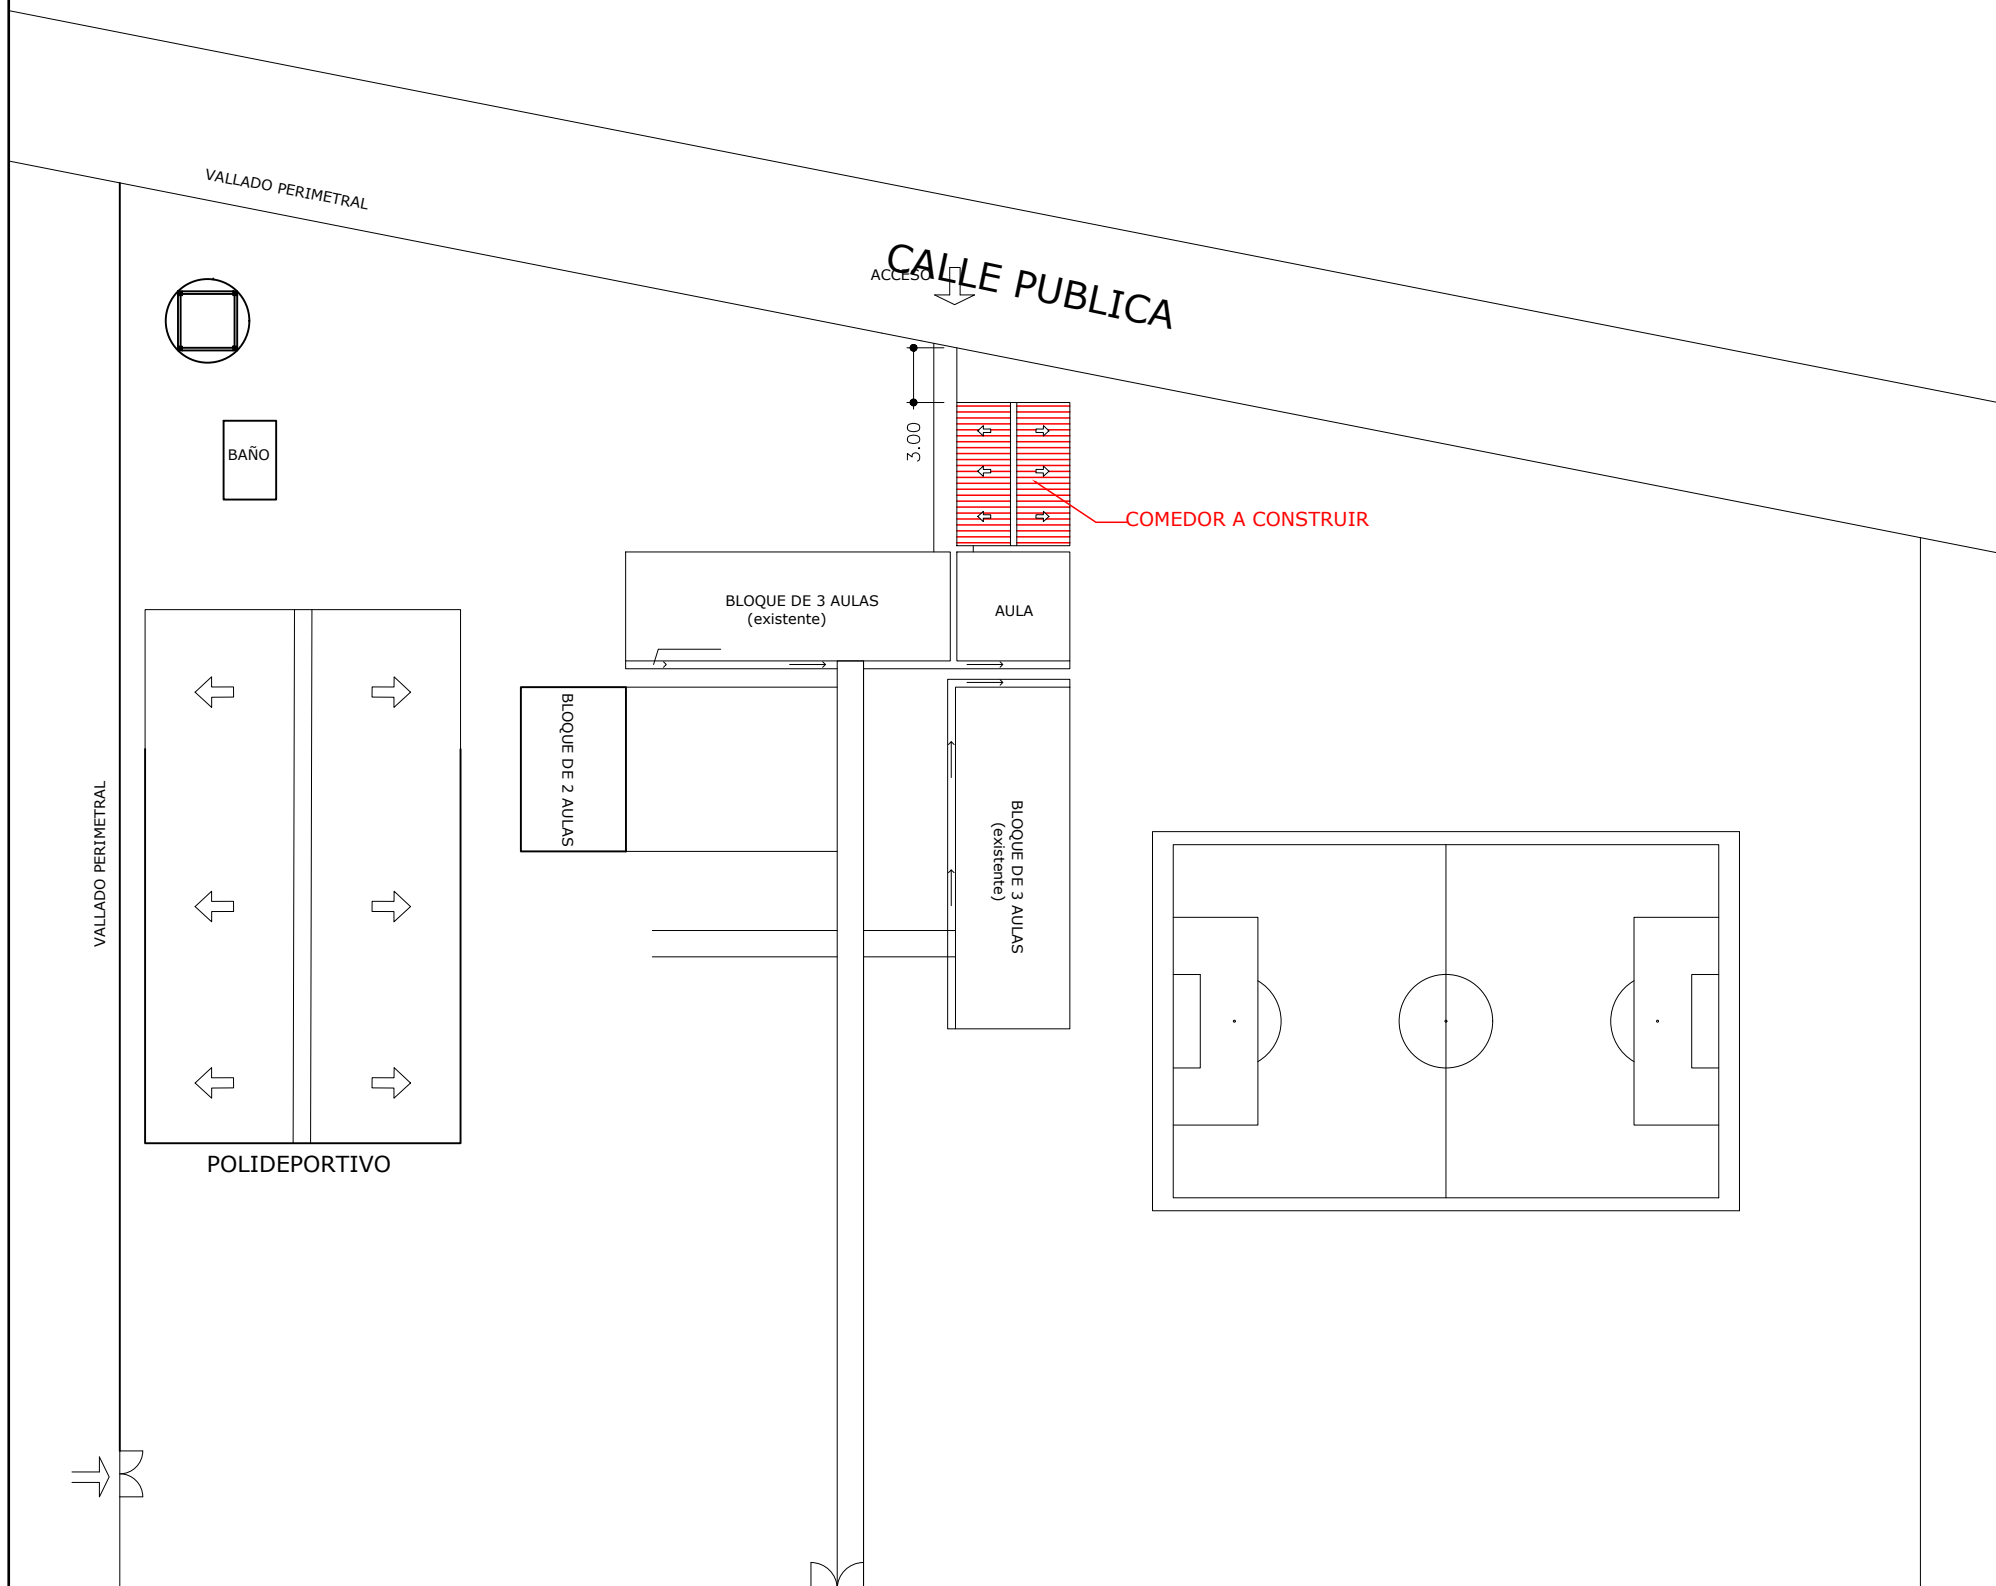 VALLADO PERIMETRAL
CALLE PUBLICA
ACCESO
3.00
BAÑO
COMEDOR A CONSTRUIR
BLOQUE DE 3 AULAS
(existente)
AULA
BLOQUE DE 2 AULAS
VALLADO PERIMETRAL
BLOQUE DE 3 AULAS
(existente)
POLIDEPORTIVO